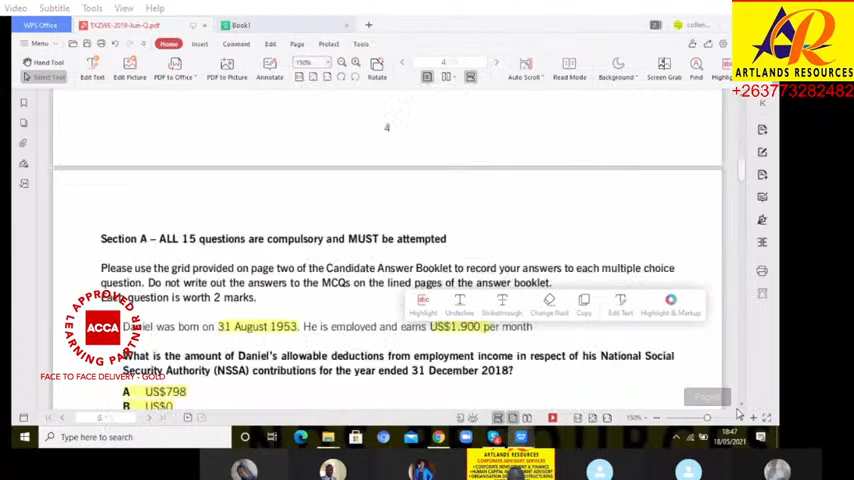 Video Subtitle Tools View Help
WPS Office TXZWE-2019-Jun-Q.pdf Book1 +
Menu Home Insert Comment Edit Page Protect Tools
Hand Tool 150% 4
Select Tool Edit Text Edit Picture PDF to Office PDF to Picture Annotate Rotate Auto Scroll Read Mode Background Screen Grab Find
ARTLANDS RESOURCES
+263773282482
4
Section A – ALL 15 questions are compulsory and MUST be attempted
Please use the grid provided on page two of the Candidate Answer Booklet to record your answers to each multiple choice
question. Do not write out the answers to the MCQs on the lined pages of the answer booklet.
Each question is worth 2 marks.
Highlight Underline Strikethrough Change fluid Copy Edit Text Highlight & Markup
Daniel was born on 31 August 1953. He is employed and earns US$1,900 per month
What is the amount of Daniel's allowable deductions from employment income in respect of his National Social
Security Authority (NSSA) contributions for the year ended 31 December 2018?
A US$798
B US$0
APPROVED
ACCA
LEARNING PARTNER
FACE TO FACE DELIVERY - GOLD
Pages
150%
Type here to search
18:47
18/05/2021
ARTLANDS RESOURCES
CORPORATE ADVISORY SERVICES